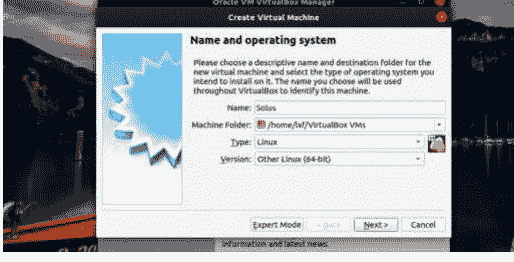 Oracle VM VirtualBox Manager
Create Virtual Machine
Name and operating system
Please choose a descriptive name and destination folder for the
new virtual machine and select the type of operating system you
intend to install on it. The name you choose will be used
throughout VirtualBox to identify this machine.
Name: Solus
Machine Folder: /home/lxf/VirtualBox VMs
Type: Linux
Version: Other Linux (64-bit)
Expert Mode < Back Next > Cancel
information and latest news.